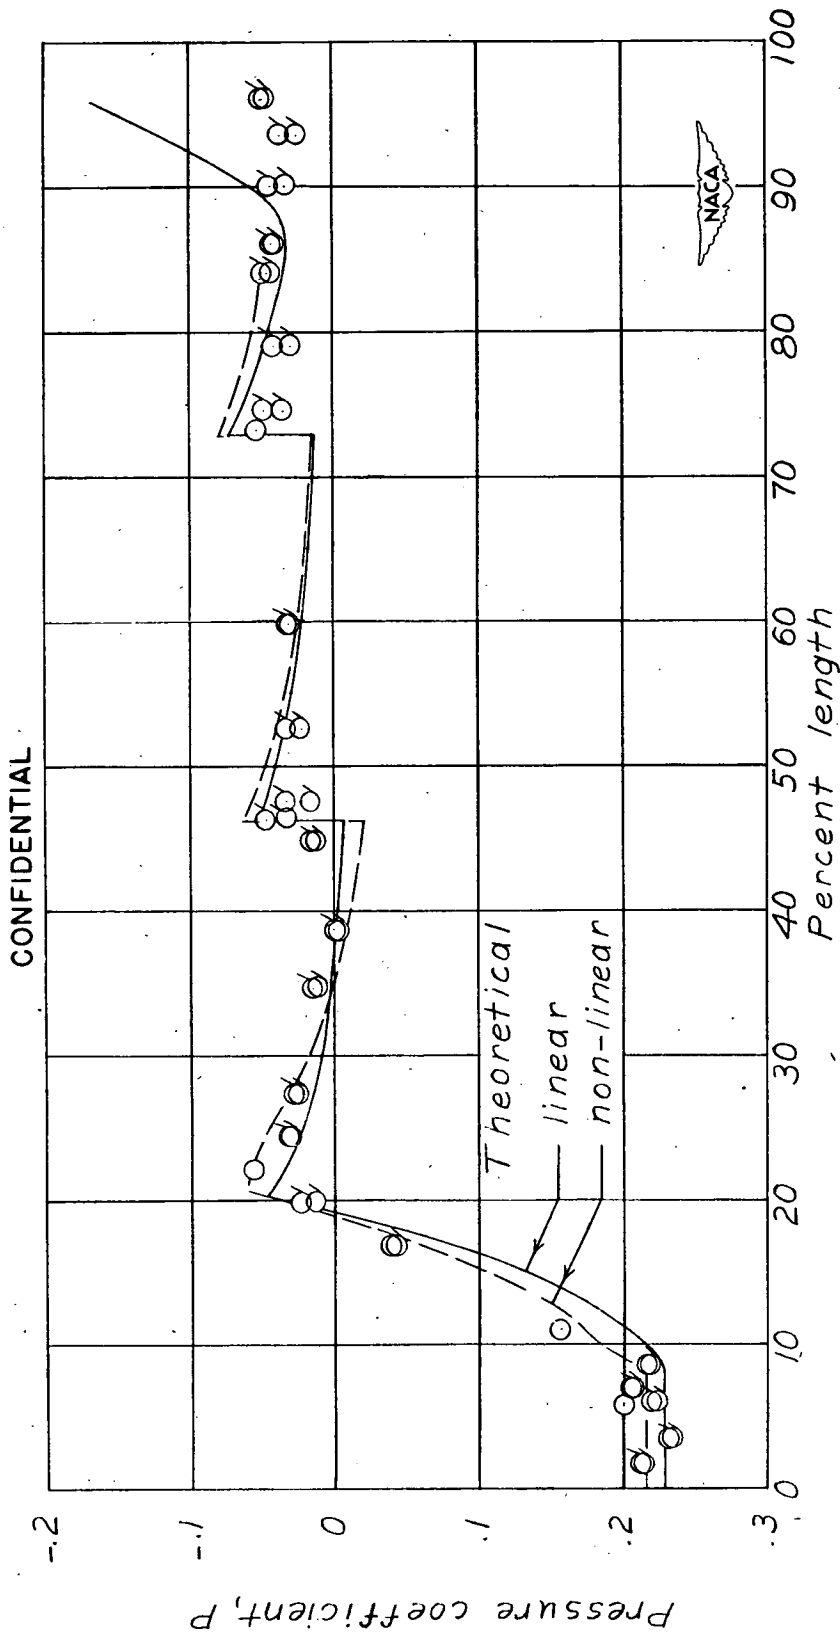 CONFIDENTIAL
-.2
-.1
0
.1
.2
.3
Pressure coefficient, P
Theoretical
linear
non-linear
NACA
0
10
20
30
40
50
60
70
80
90
100
Percent length